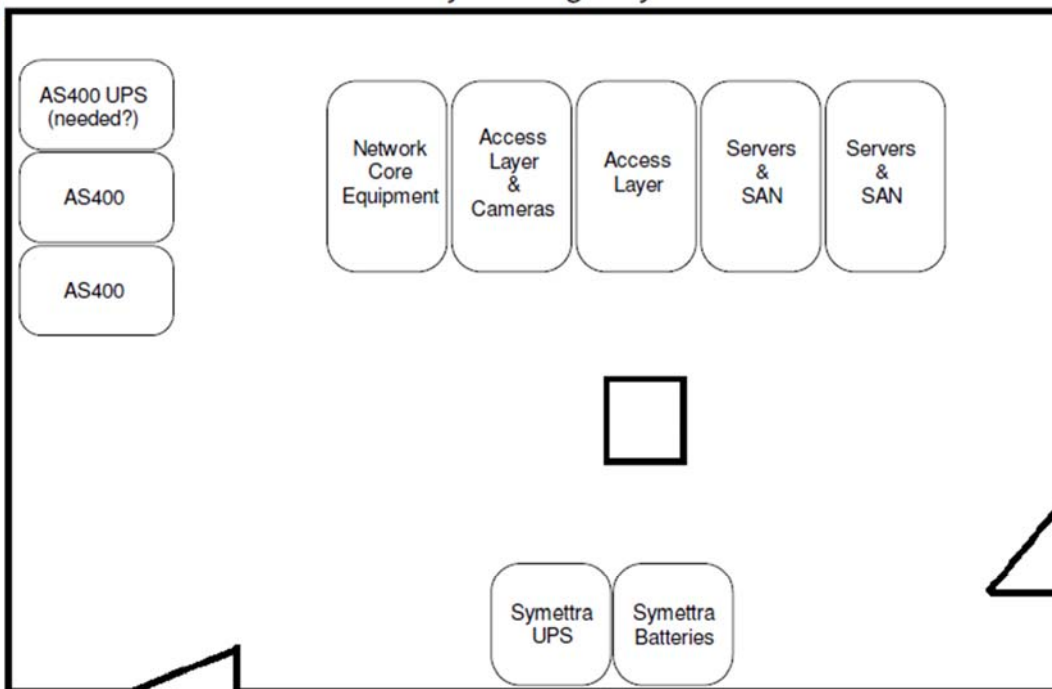 AS400 UPS
(needed?)
AS400
AS400
Network
Core
Equipment
Access
Layer
&
Cameras
Access
Layer
Servers
&
SAN
Servers
&
SAN
Symettra
UPS
Symettra
Batteries